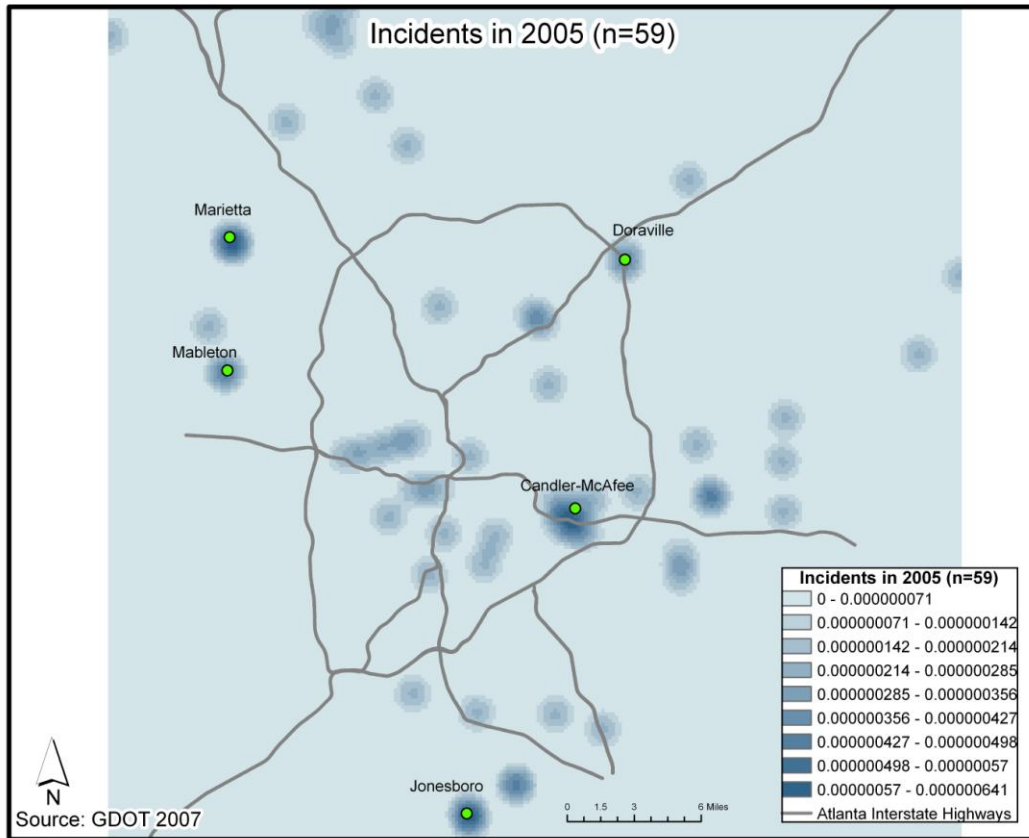 Incidents in 2005 (n=59)
Marietta
Doraville
Mableton
Candler-McAfee
Jonesboro
Incidents in 2005 (n=59)
0 - 0.000000071
0.000000071 - 0.000000142
0.000000142 - 0.000000214
0.000000214 - 0.000000285
0.000000285 - 0.000000356
0.000000356 - 0.000000427
0.000000427 - 0.000000498
0.000000498 - 0.00000057
0.00000057 - 0.000000641
Atlanta Interstate Highways
N
Source: GDOT 2007
0 1.5 3 6 Miles